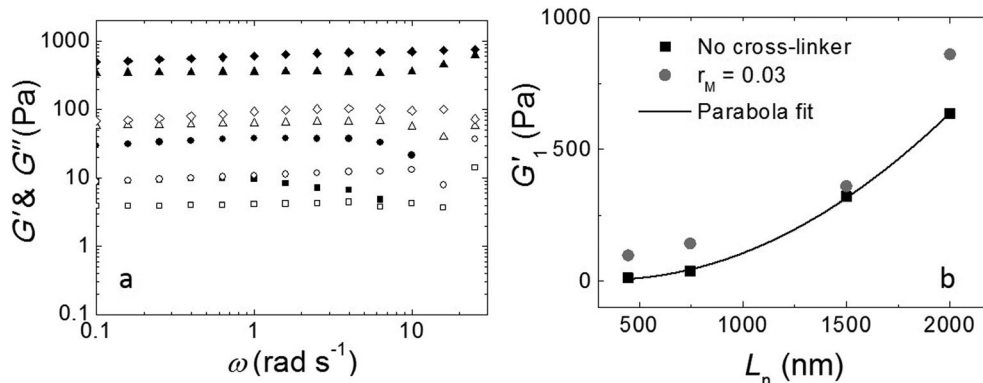 G′ & G″ (Pa)
1000
100
10
1
0.1
a
0.1
1
10
ω (rad s⁻¹)
G′₁ (Pa)
1000
500
0
No cross-linker
r_M = 0.03
Parabola fit
b
500
1000
1500
2000
L_n (nm)